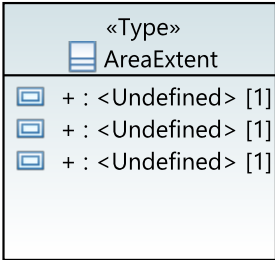 «Type»
AreaExtent
+ : <Undefined> [1]
+ : <Undefined> [1]
+ : <Undefined> [1]